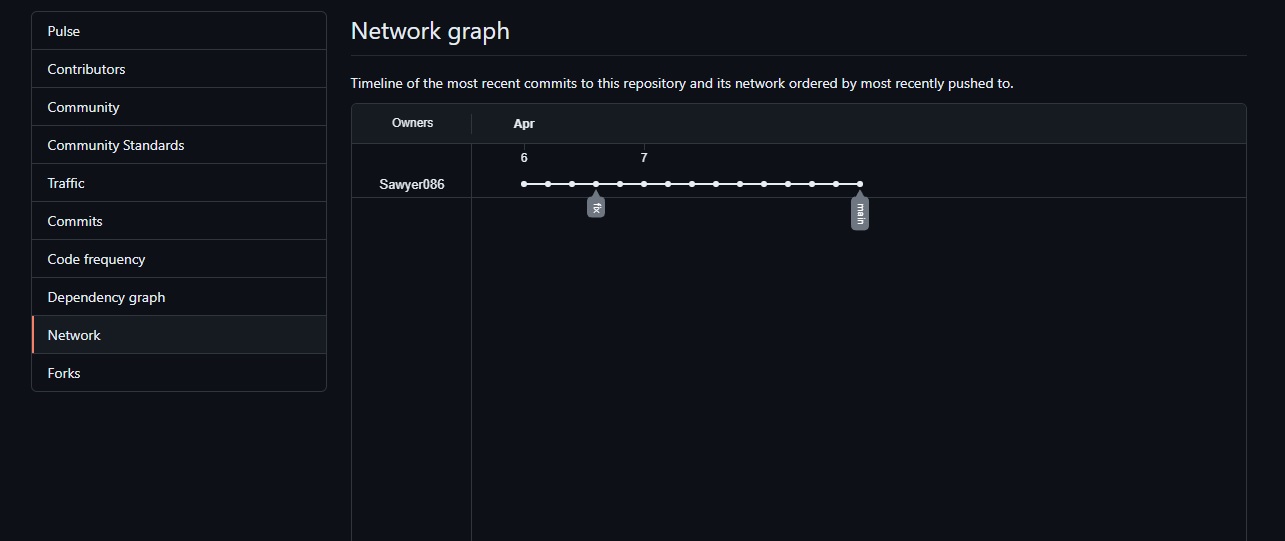 Pulse
Contributors
Community
Community Standards
Traffic
Commits
Code frequency
Dependency graph
Network
Forks
Network graph
Timeline of the most recent commits to this repository and its network ordered by most recently pushed to.
Owners
Apr
6 7
Sawyer086
fix
main